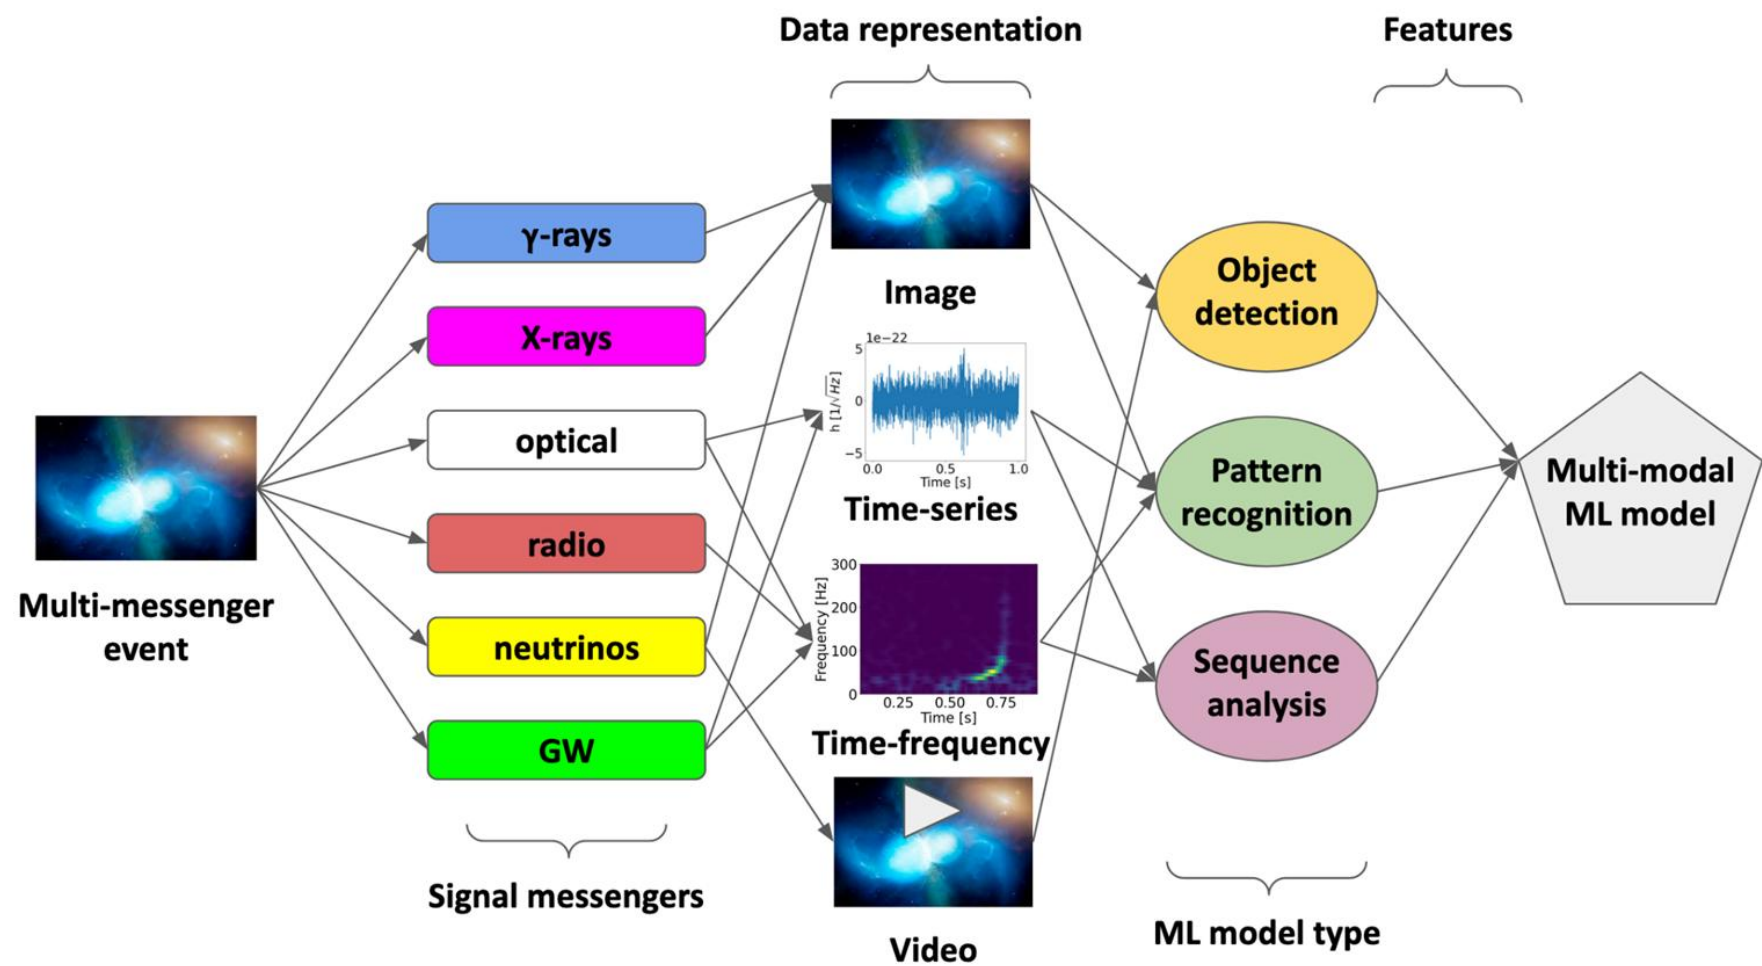 Data representation
Features
γ-rays
X-rays
optical
radio
neutrinos
GW
Multi-messenger
event
Signal messengers
Image
1e−22
5
0
−5
h [1/√Hz]
0.0 0.5 1.0
Time [s]
Time-series
300
200
100
0
Frequency [Hz]
0.25 0.50 0.75
Time [s]
Time-frequency
Video
Object
detection
Pattern
recognition
Sequence
analysis
ML model type
Multi-modal
ML model